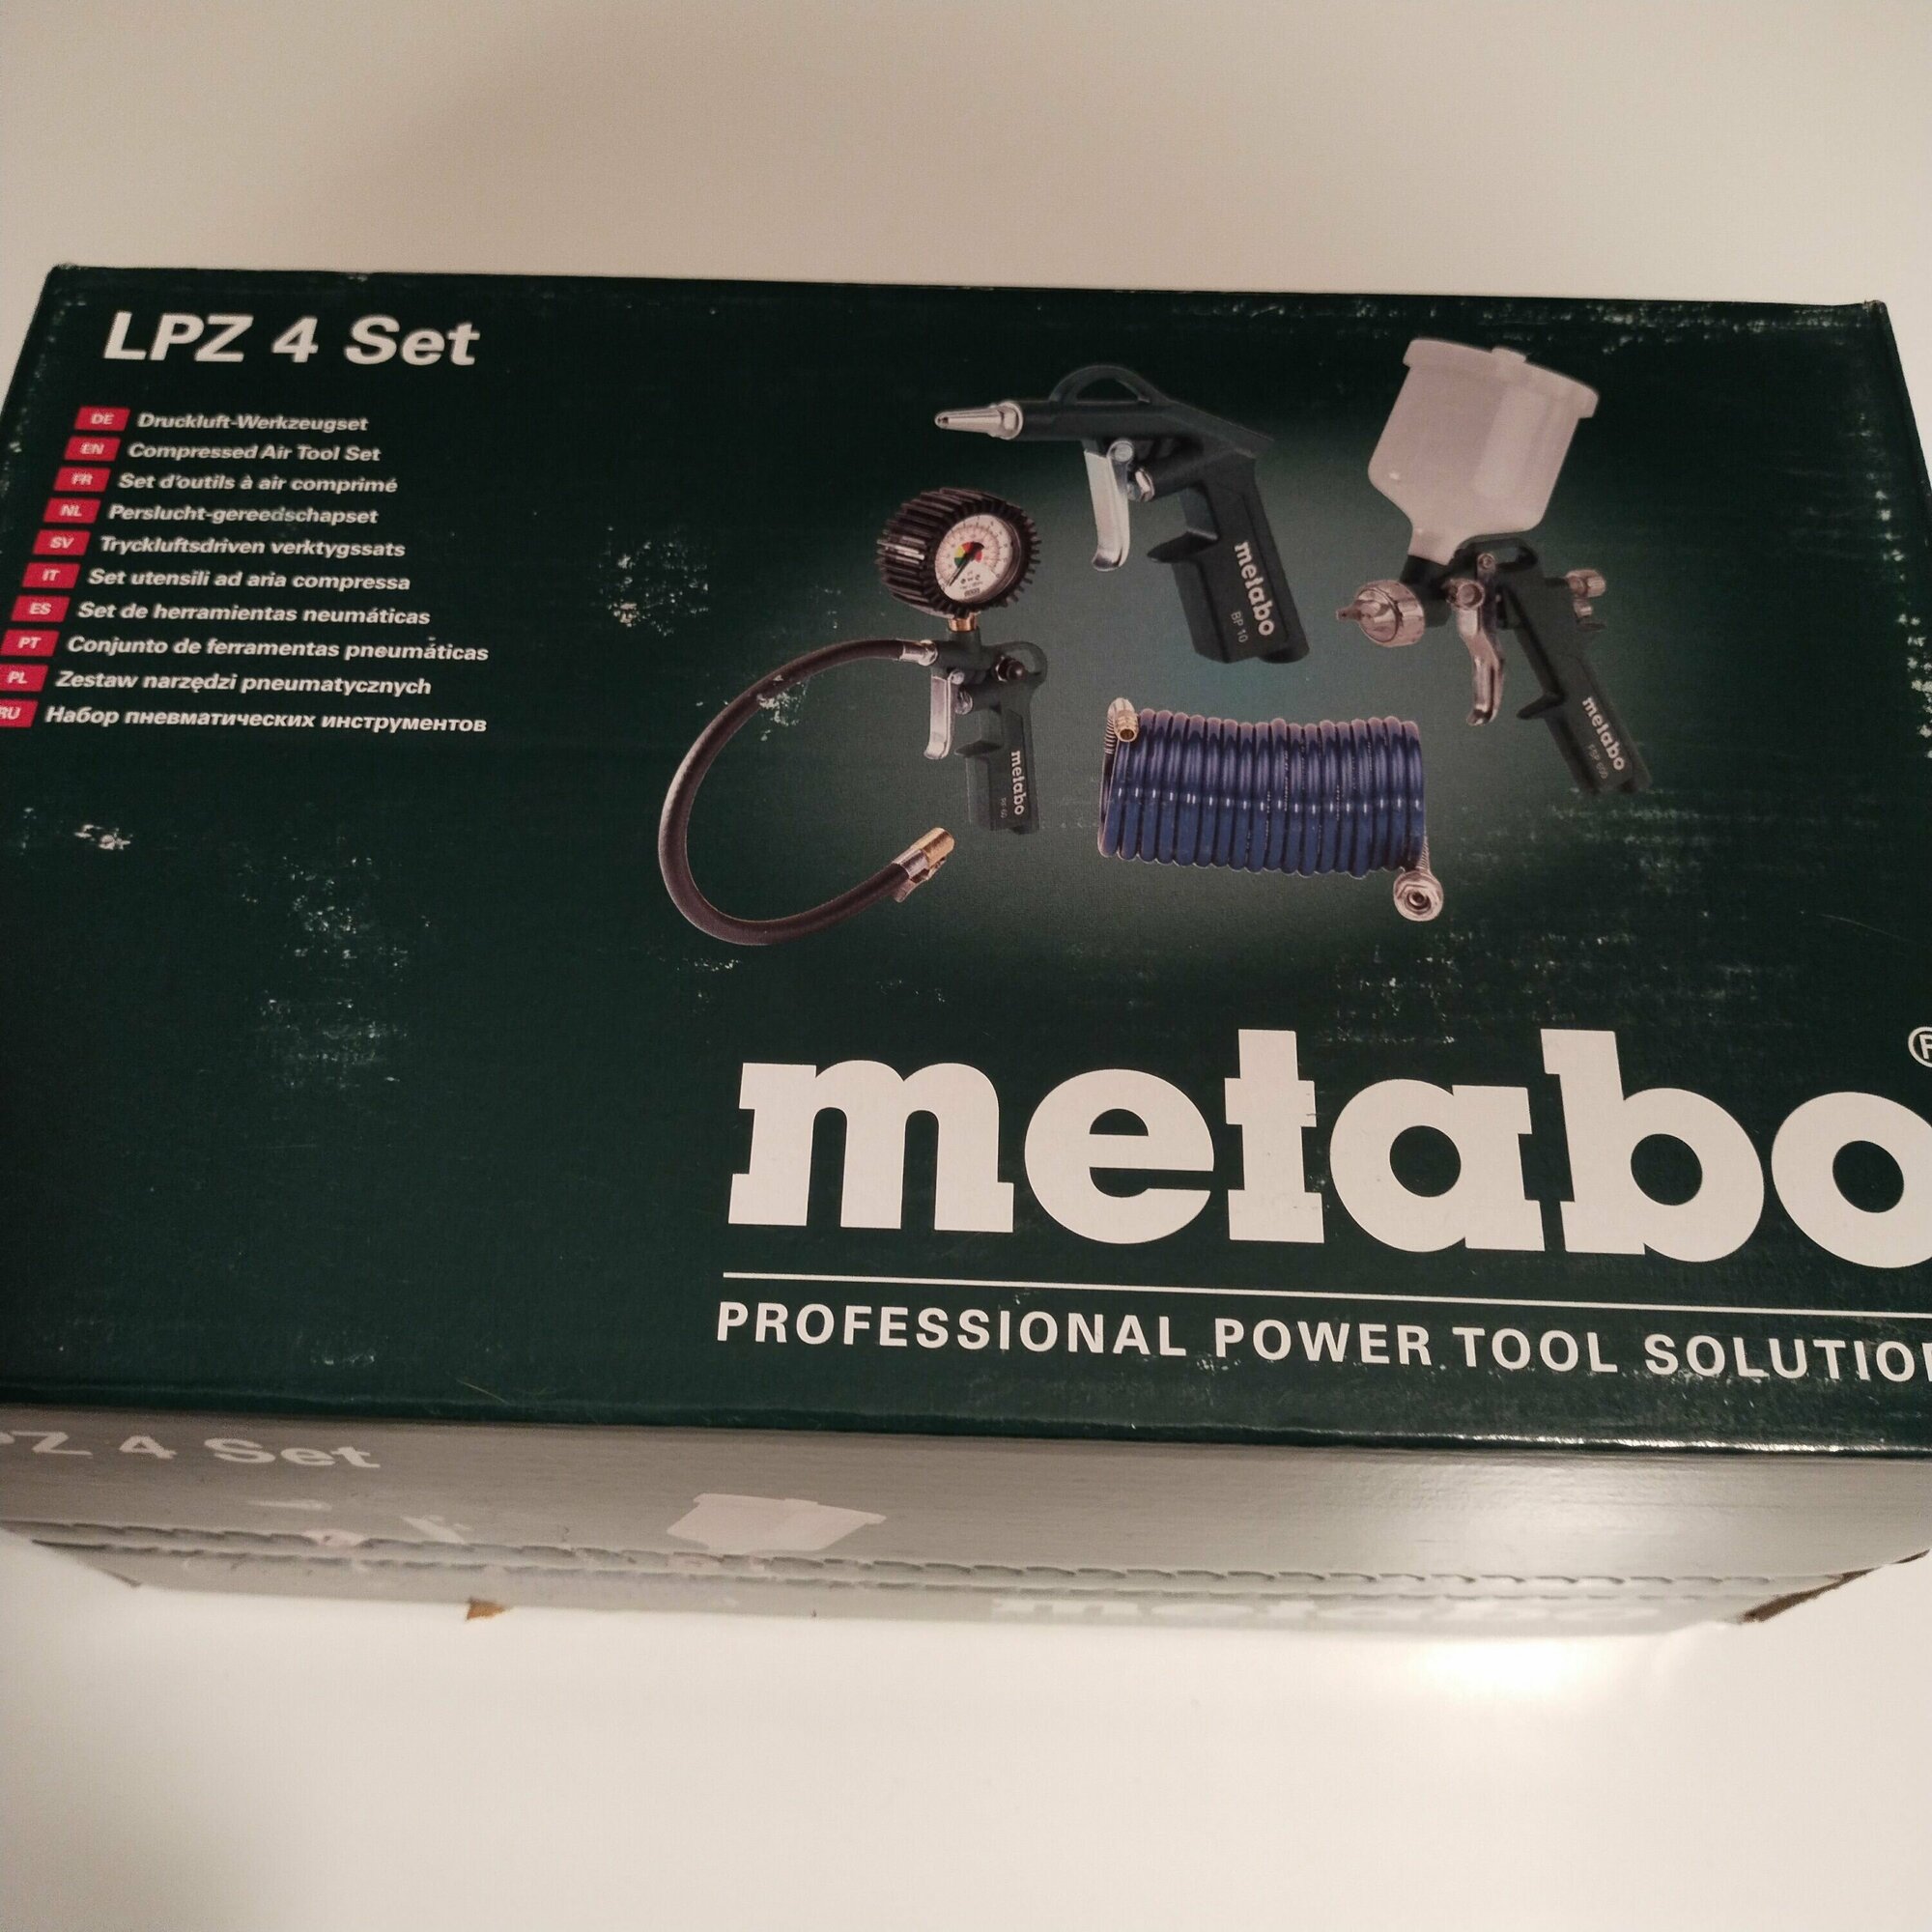 LPZ 4 Set
DE Druckluft-Werkzeugset
EN Compressed Air Tool Set
FR Set d'outils à air comprimé
NL Perslucht-gereedschapset
SV Tryckluftsdriven verktygssats
IT Set utensili ad aria compressa
ES Set de herramientas neumáticas
PT Conjunto de ferramentas pneumáticas
PL Zestaw narzędzi pneumatycznych
RU Набор пневматических инструментов
metabo
BP 10
metabo
metabo
metabo
PROFESSIONAL POWER TOOL SOLUTION
PZ 4 Set
metabo